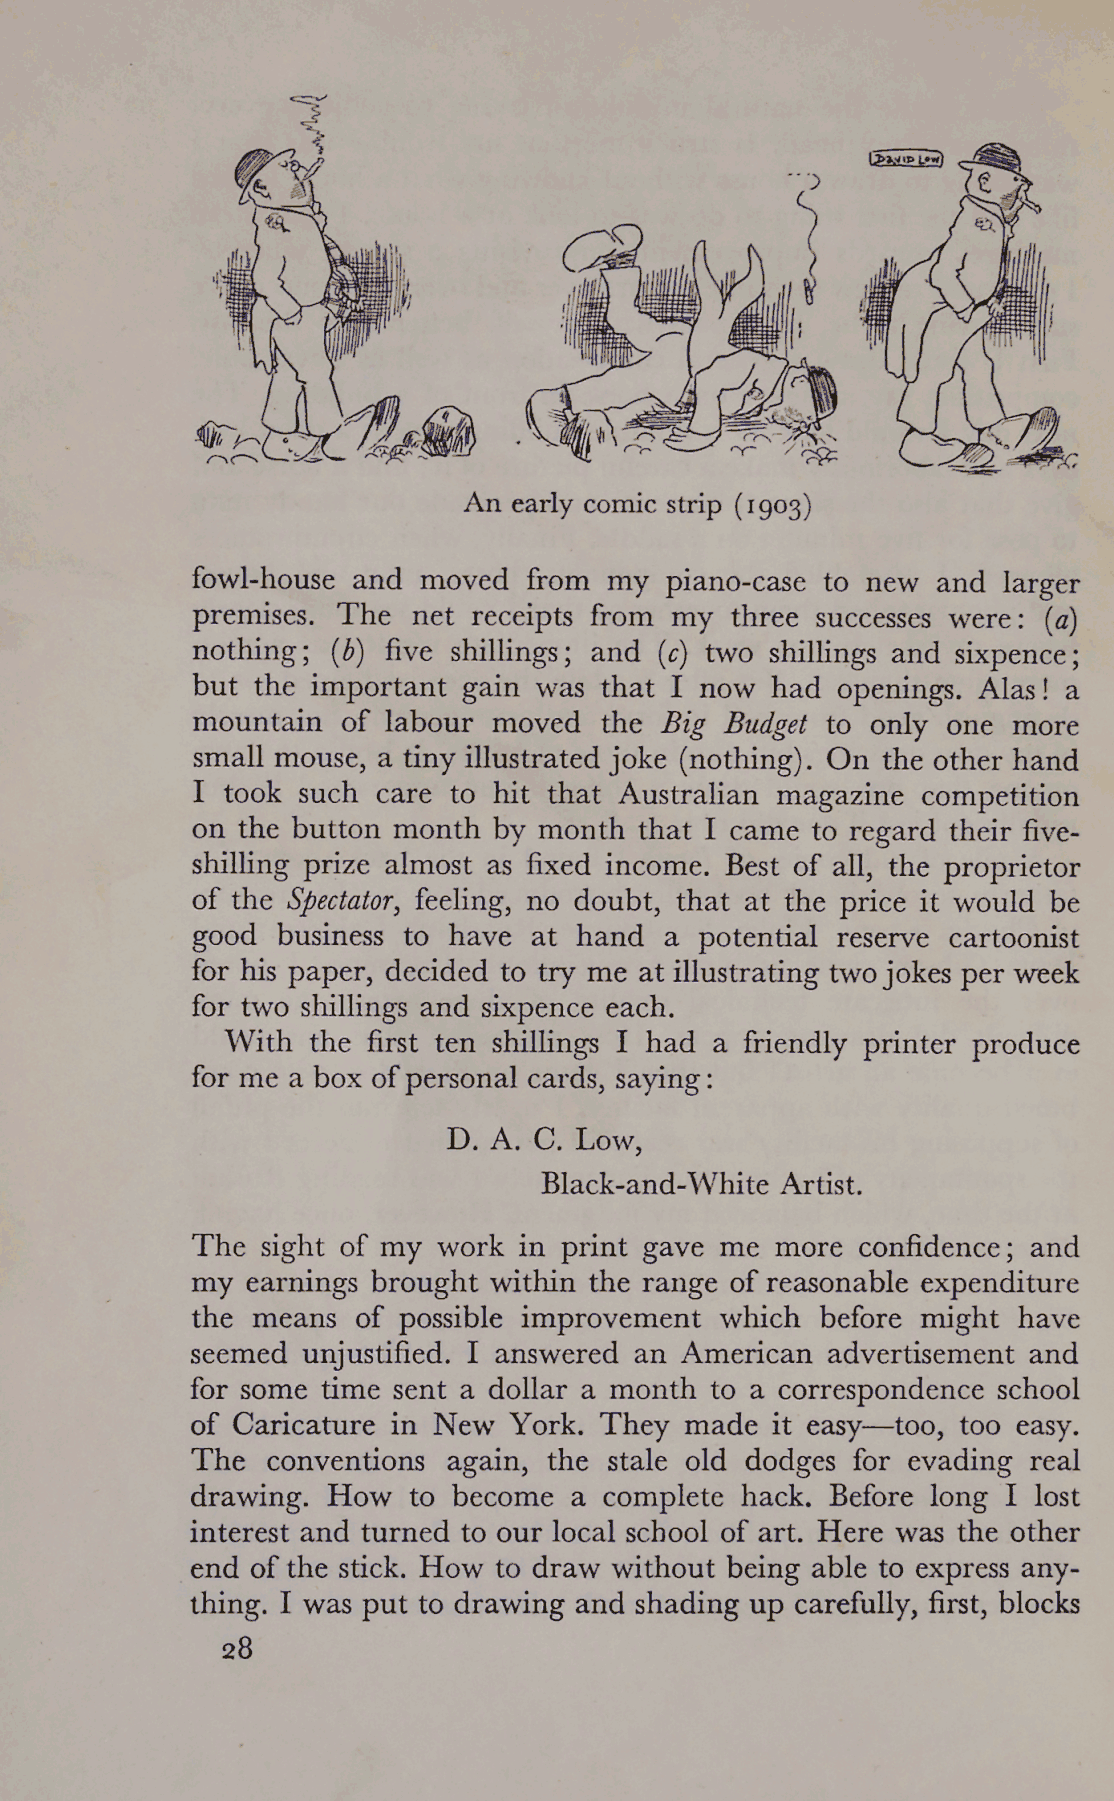 DAVID LOW
An early comic strip (1903)
fowl-house and moved from my piano-case to new and larger
premises. The net receipts from my three successes were: (a)
nothing; (b) five shillings; and (c) two shillings and sixpence;
but the important gain was that I now had openings. Alas! a
mountain of labour moved the Big Budget to only one more
small mouse, a tiny illustrated joke (nothing). On the other hand
I took such care to hit that Australian magazine competition
on the button month by month that I came to regard their five-
shilling prize almost as fixed income. Best of all, the proprietor
of the Spectator, feeling, no doubt, that at the price it would be
good business to have at hand a potential reserve cartoonist
for his paper, decided to try me at illustrating two jokes per week
for two shillings and sixpence each.
With the first ten shillings I had a friendly printer produce
for me a box of personal cards, saying:
D. A. C. Low,
Black-and-White Artist.
The sight of my work in print gave me more confidence; and
my earnings brought within the range of reasonable expenditure
the means of possible improvement which before might have
seemed unjustified. I answered an American advertisement and
for some time sent a dollar a month to a correspondence school
of Caricature in New York. They made it easy—too, too easy.
The conventions again, the stale old dodges for evading real
drawing. How to become a complete hack. Before long I lost
interest and turned to our local school of art. Here was the other
end of the stick. How to draw without being able to express any-
thing. I was put to drawing and shading up carefully, first, blocks
28